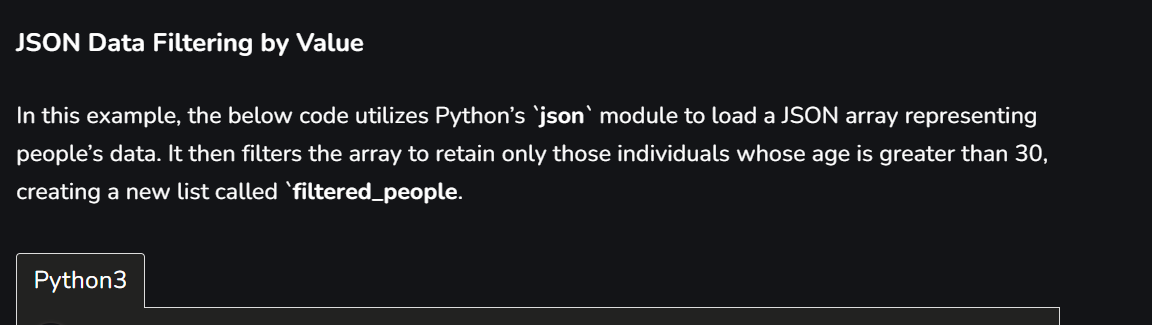 JSON Data Filtering by Value
In this example, the below code utilizes Python’s `json` module to load a JSON array representing
people’s data. It then filters the array to retain only those individuals whose age is greater than 30,
creating a new list called `filtered_people.
Python3